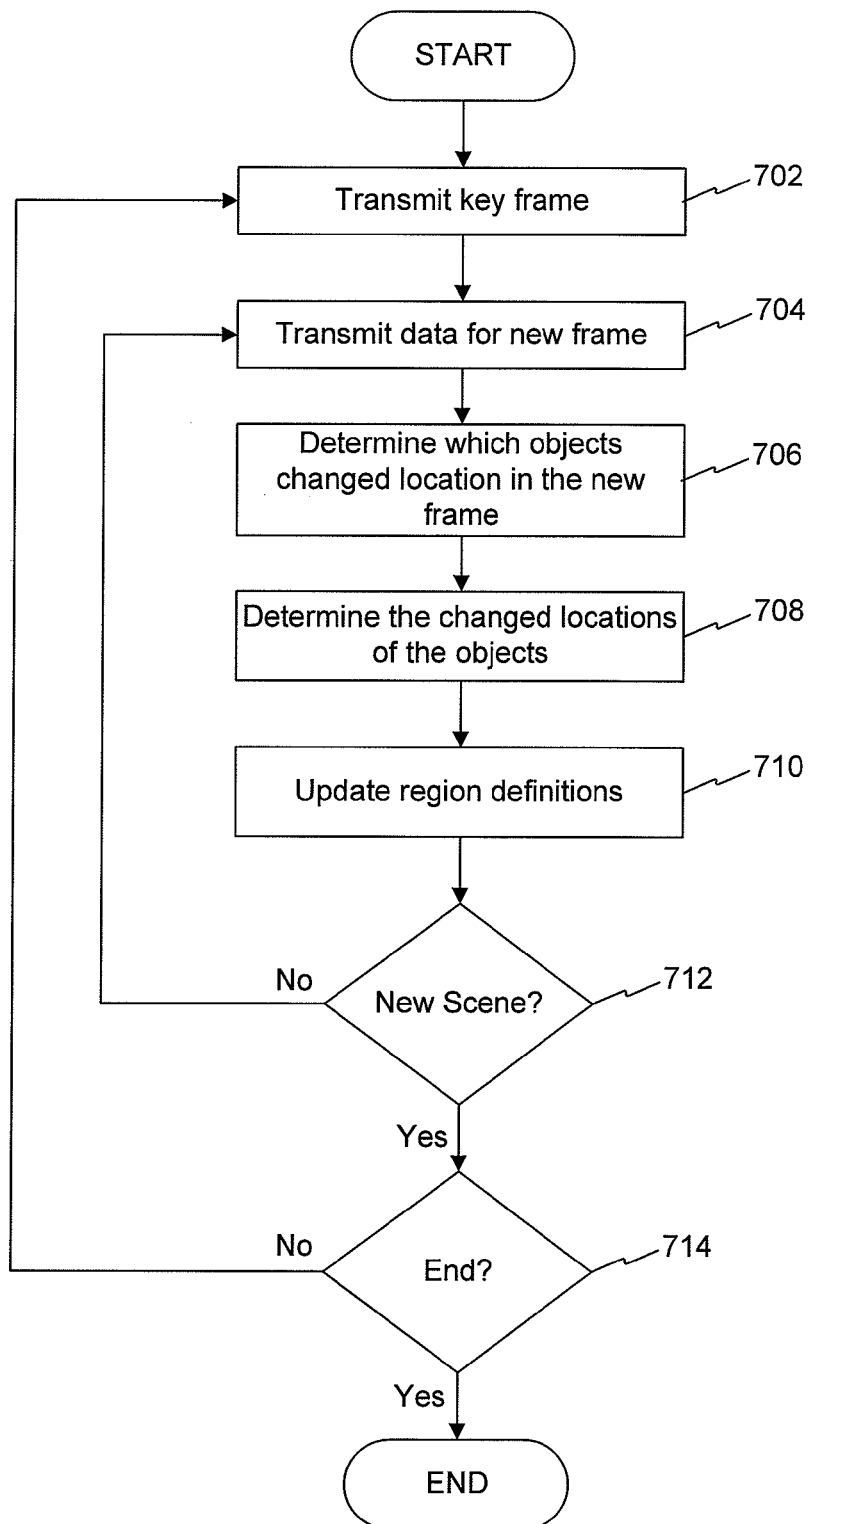 START
Transmit key frame
702
Transmit data for new frame
704
Determine which objects
changed location in the new
frame
706
Determine the changed locations
of the objects
708
Update region definitions
710
No
New Scene?
712
Yes
No
End?
714
Yes
END